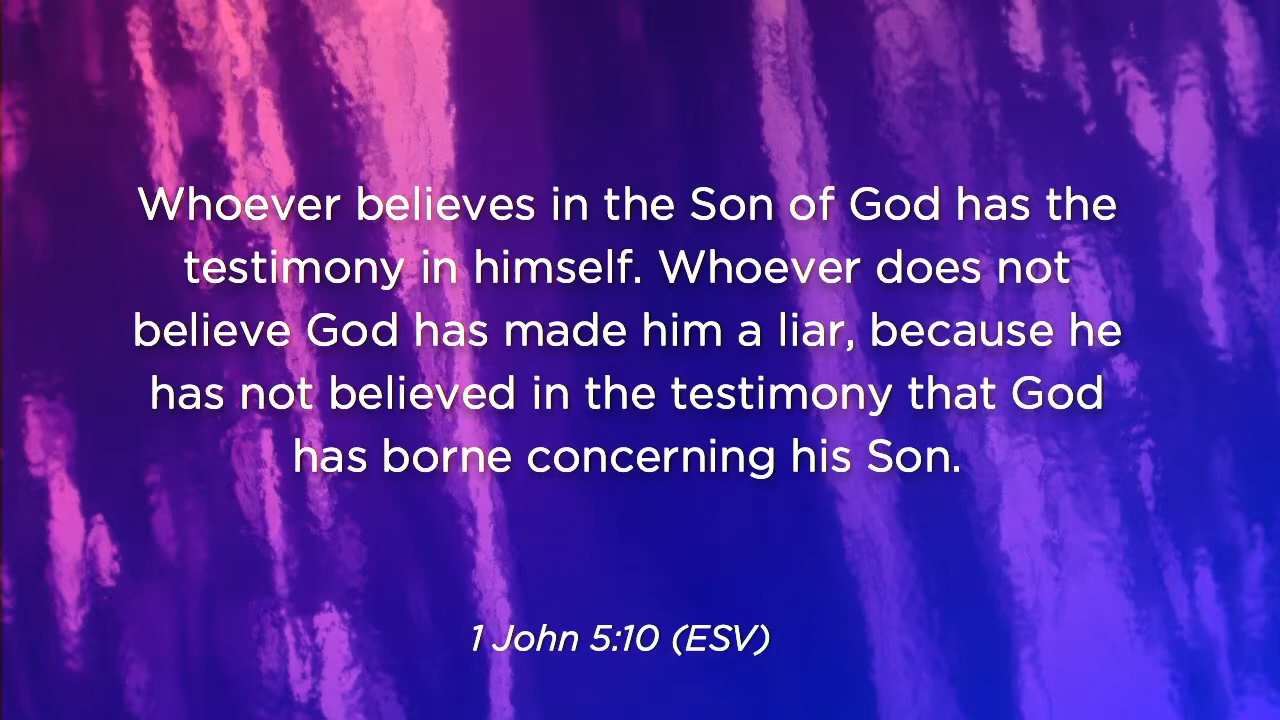 Whoever believes in the Son of God has the
testimony in himself. Whoever does not
believe God has made him a liar, because he
has not believed in the testimony that God
has borne concerning his Son.
1 John 5:10 (ESV)